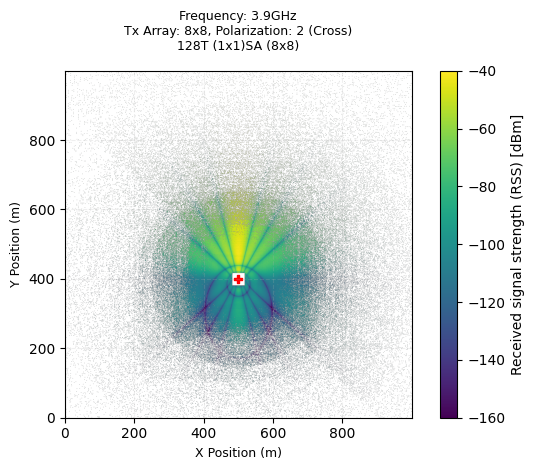 Frequency: 3.9GHz
Tx Array: 8x8, Polarization: 2 (Cross)
128T (1x1)SA (8x8)
800
600
400
200
0
0 200 400 600 800
X Position (m)
Y Position (m)
−40
−60
−80
−100
−120
−140
−160
Received signal strength (RSS) [dBm]